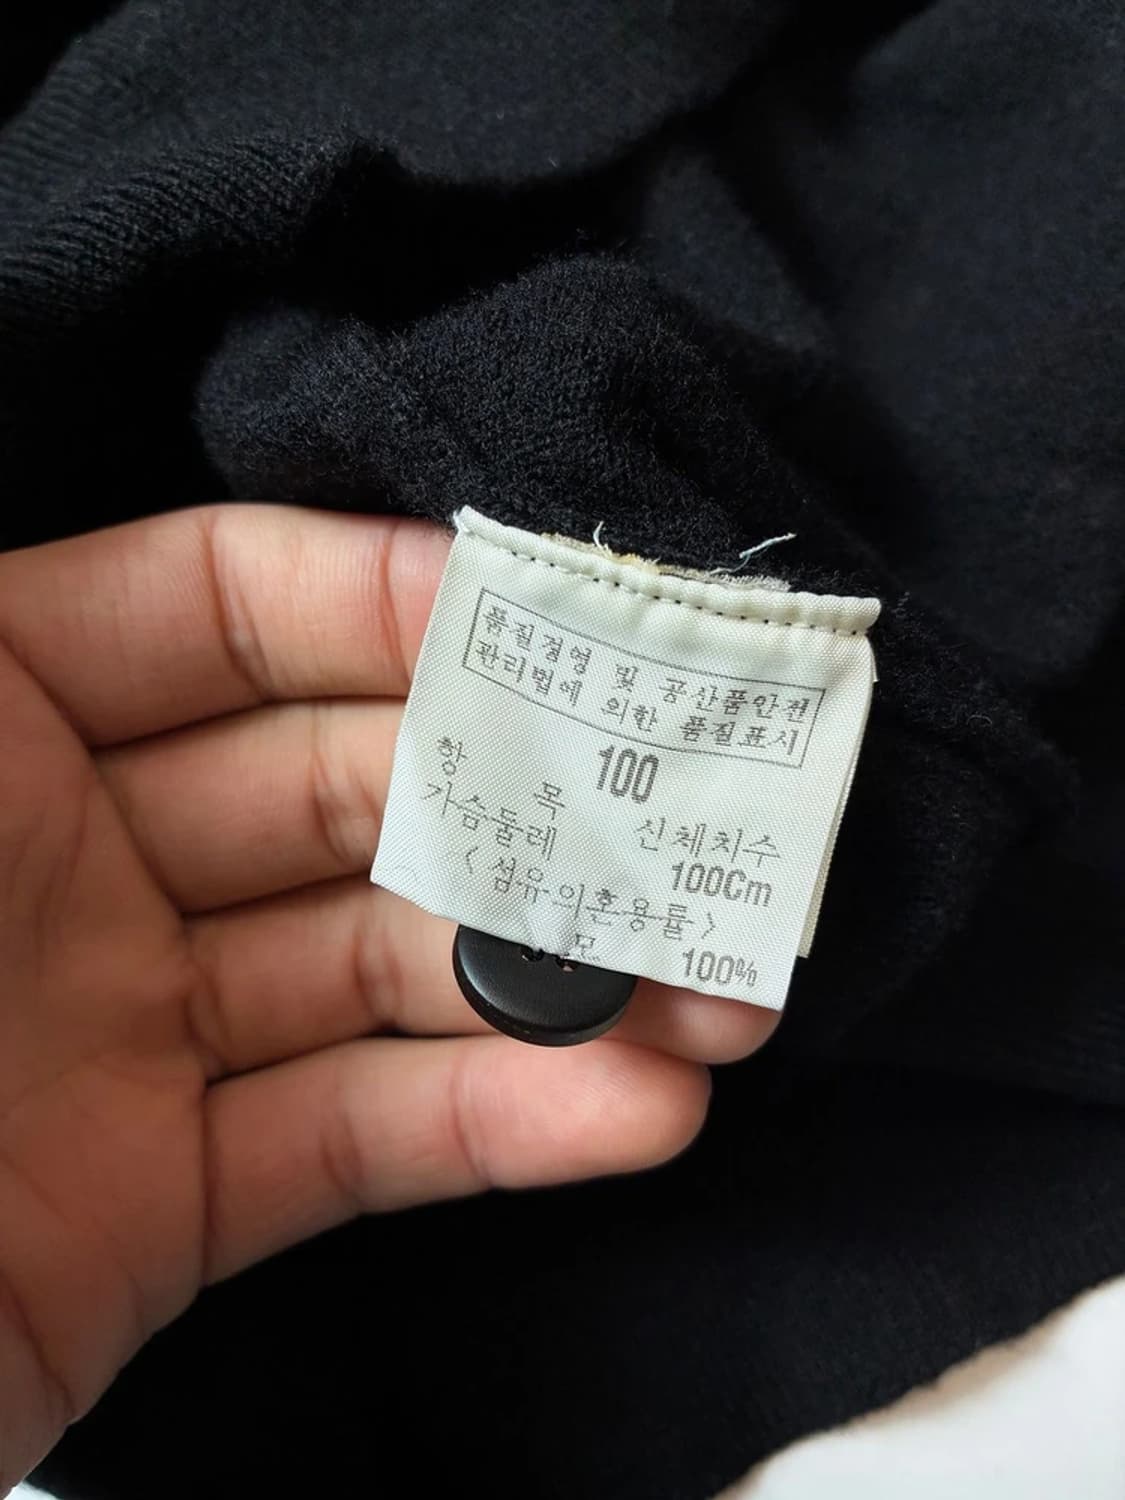 품질경영 및 공산품안전
관리법에 의한 품질표시
100
항 목 신체치수
가슴둘레 100Cm
<섬유의혼용률>
모 100%